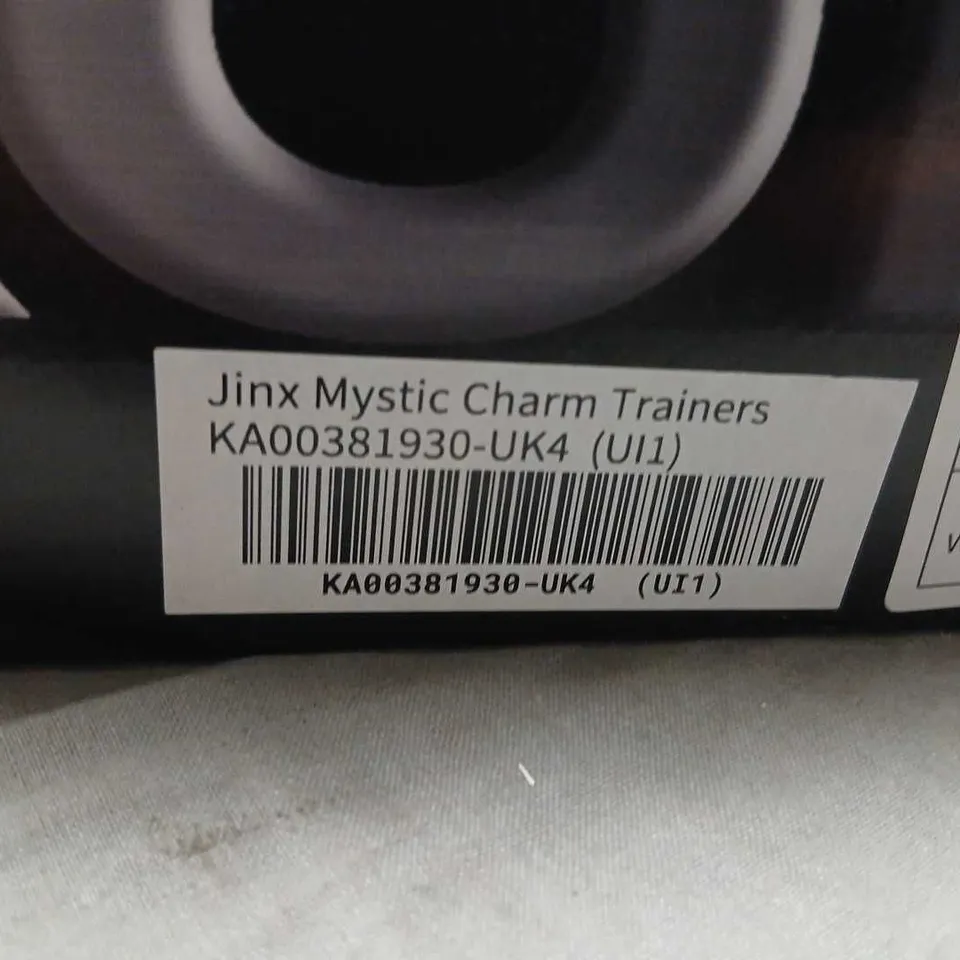 Jinx Mystic Charm Trainers
KA00381930-UK4 (UI1)
KA00381930-UK4 (UI1)